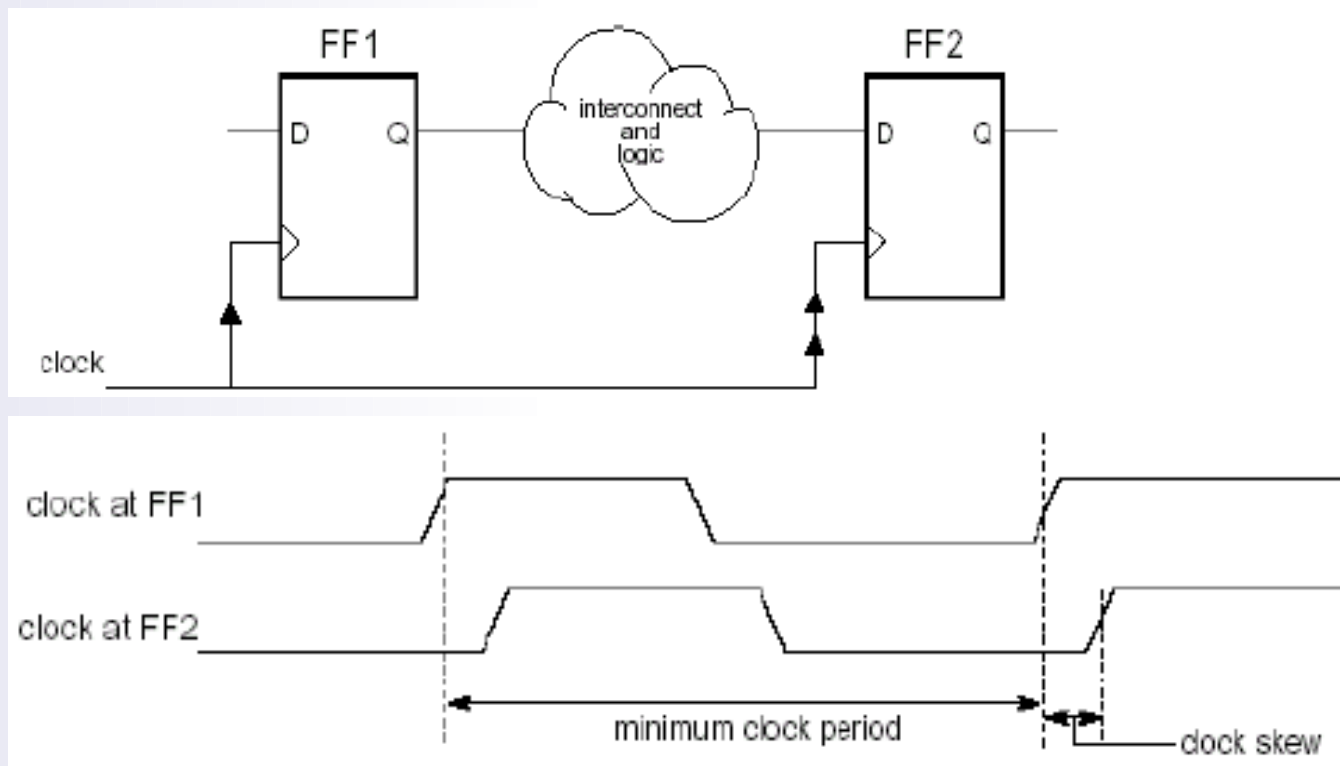 FF1
FF2
interconnect
and
logic
D
Q
D
Q
clock
clock at FF1
clock at FF2
minimum clock period
clock skew